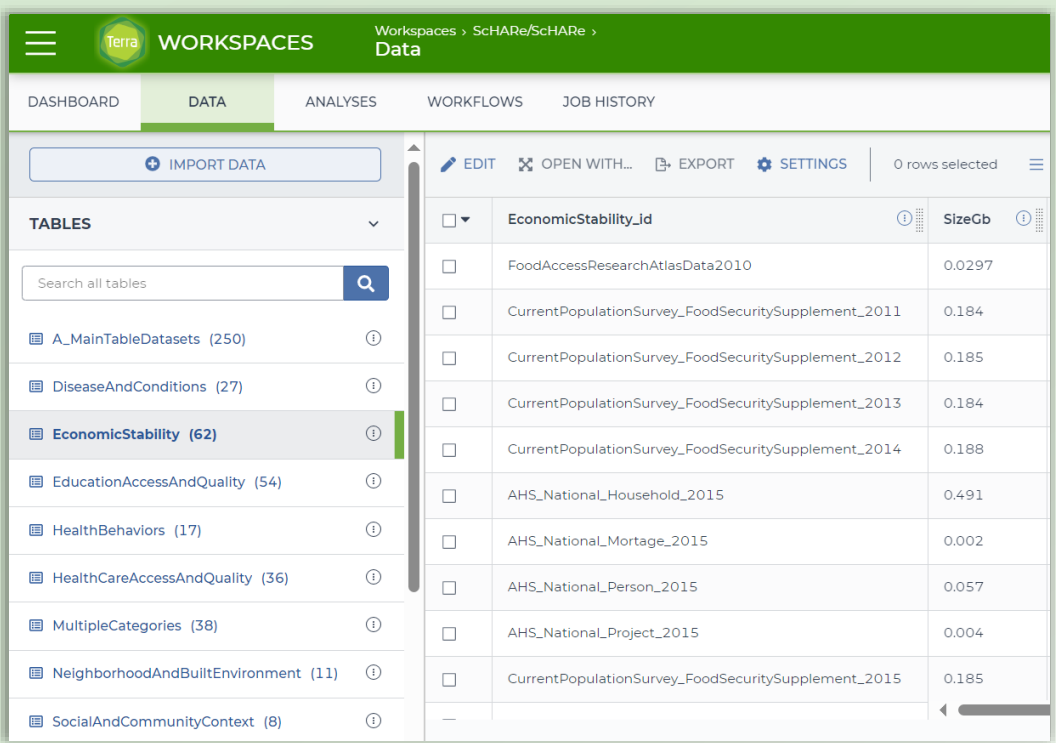 Terra
WORKSPACES
Workspaces › ScHARe/ScHARe ›
Data
DASHBOARD DATA ANALYSES WORKFLOWS JOB HISTORY
IMPORT DATA
EDIT OPEN WITH... EXPORT SETTINGS 0 rows selected
TABLES
EconomicStability_id SizeGb
Search all tables
A_MainTableDatasets (250)
DiseaseAndConditions (27)
EconomicStability (62)
EducationAccessAndQuality (54)
HealthBehaviors (17)
HealthCareAccessAndQuality (36)
MultipleCategories (38)
NeighborhoodAndBuiltEnvironment (11)
SocialAndCommunityContext (8)
FoodAccessResearchAtlasData2010 0.0297
CurrentPopulationSurvey_FoodSecuritySupplement_2011 0.184
CurrentPopulationSurvey_FoodSecuritySupplement_2012 0.185
CurrentPopulationSurvey_FoodSecuritySupplement_2013 0.184
CurrentPopulationSurvey_FoodSecuritySupplement_2014 0.188
AHS_National_Household_2015 0.491
AHS_National_Mortage_2015 0.002
AHS_National_Person_2015 0.057
AHS_National_Project_2015 0.004
CurrentPopulationSurvey_FoodSecuritySupplement_2015 0.185